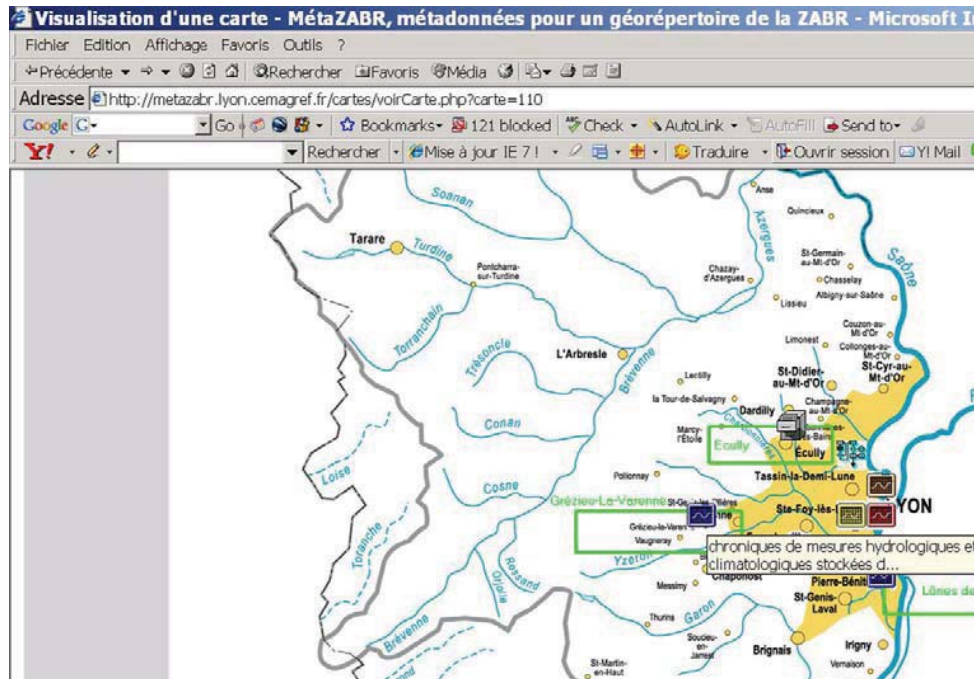 Visualisation d'une carte - MétaZABR, métadonnées pour un géorépertoire de la ZABR - Microsoft I
Fichier Edition Affichage Favoris Outils ?
Précédente Rechercher Favoris Média
Adresse http://metazabr.lyon.cemagref.fr/cartes/voirCarte.php?carte=110
Google G Go Bookmarks 121 blocked Check AutoLink AutoFill Send to
Y! Rechercher Mise à jour IE 7 ! Traduire Ouvrir session Y! Mail
Anse
Soanan
Quincieux
Azergues
Tarare
Turdine
Saône
St-Germain-
au-Mt-d'Or
Pontcharra-
sur-Turdine
Chazay-
d'Azergues
Chasselay
Lissieu
Albigny-sur-Saône
Torranchain
Couzon-au-
Mt-d'Or
Limonest
Collonges-au-
Mt-d'Or
Trésoncle
L'Arbresle
Brévenne
St-Cyr-au-
Mt-d'Or
St-Didier-
au-Mt-d'Or
Lentilly
la Tour-de-Salvagny
Dardilly
Champagne-
au-Mt-d'Or
Charbonnières
Conan
Marcy-
l'Étoile
Ecully
Écully
Loise
Pollionnay
Tassin-la-Demi-Lune
Cosne
Grézieu-La-Varenne
YON
Ste-Foy-lès-
Vaugneray
Toranche
Yzeron
chroniques de mesures hydrologiques et
climatologiques stockées d...
Rossand
Orjolle
Chaponost
Messimy
Pierre-Bénit
St-Genis-
Laval
Lônes de
Brévenne
Garon
Thurins
Soucieu-
en-
Jarrest
Brignais
Irigny
Vernaison
St-Martin-
en-Haut